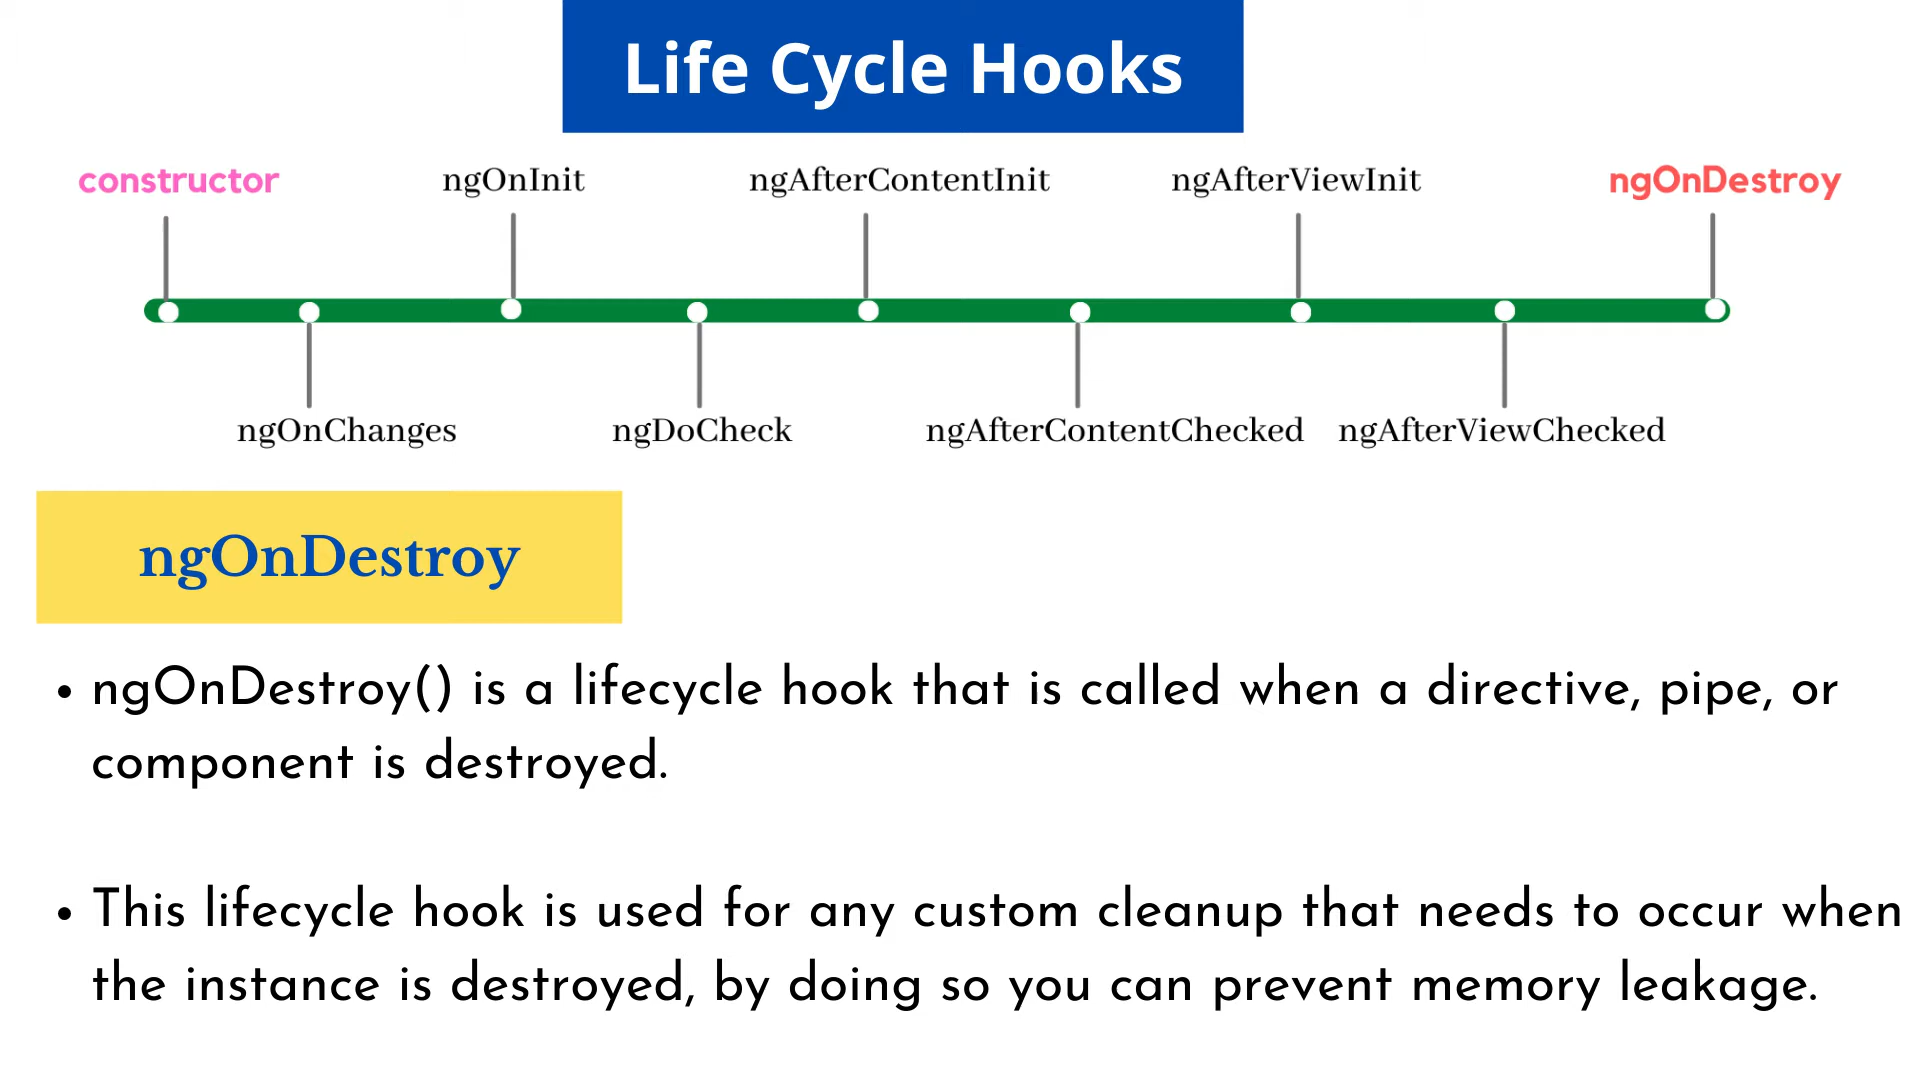 Life Cycle Hooks
constructor ngOnInit ngAfterContentInit ngAfterViewInit ngOnDestroy
ngOnChanges ngDoCheck ngAfterContentChecked ngAfterViewChecked
ngOnDestroy
• ngOnDestroy() is a lifecycle hook that is called when a directive, pipe, or
component is destroyed.
• This lifecycle hook is used for any custom cleanup that needs to occur when
the instance is destroyed, by doing so you can prevent memory leakage.